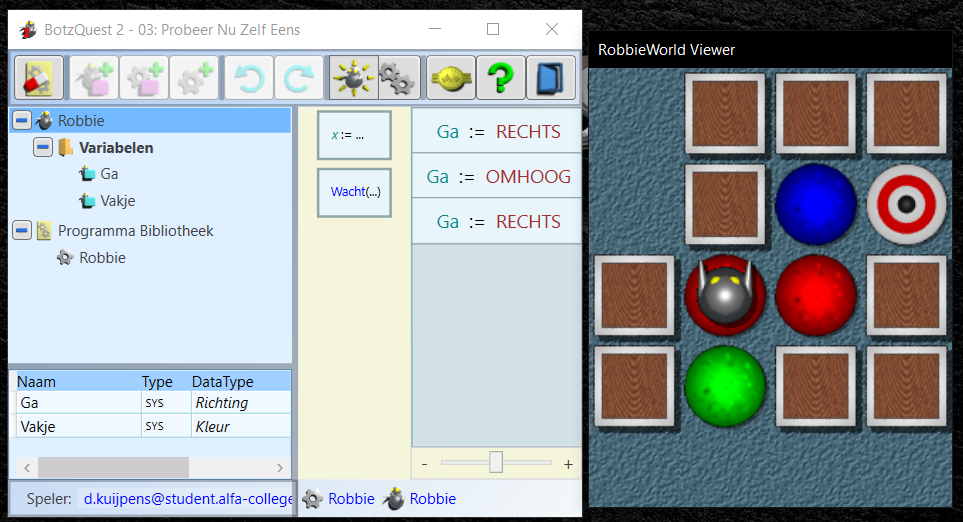 BotzQuest 2 - 03: Probeer Nu Zelf Eens
Robbie
Variabelen
Ga
Vakje
Programma Bibliotheek
Robbie
Naam Type DataType
Ga SYS Richting
Vakje SYS Kleur
Speler: d.kuijpens@student.alfa-college
x := ...
Wacht(...)
Ga := RECHTS
Ga := OMHOOG
Ga := RECHTS
- +
Robbie Robbie
RobbieWorld Viewer